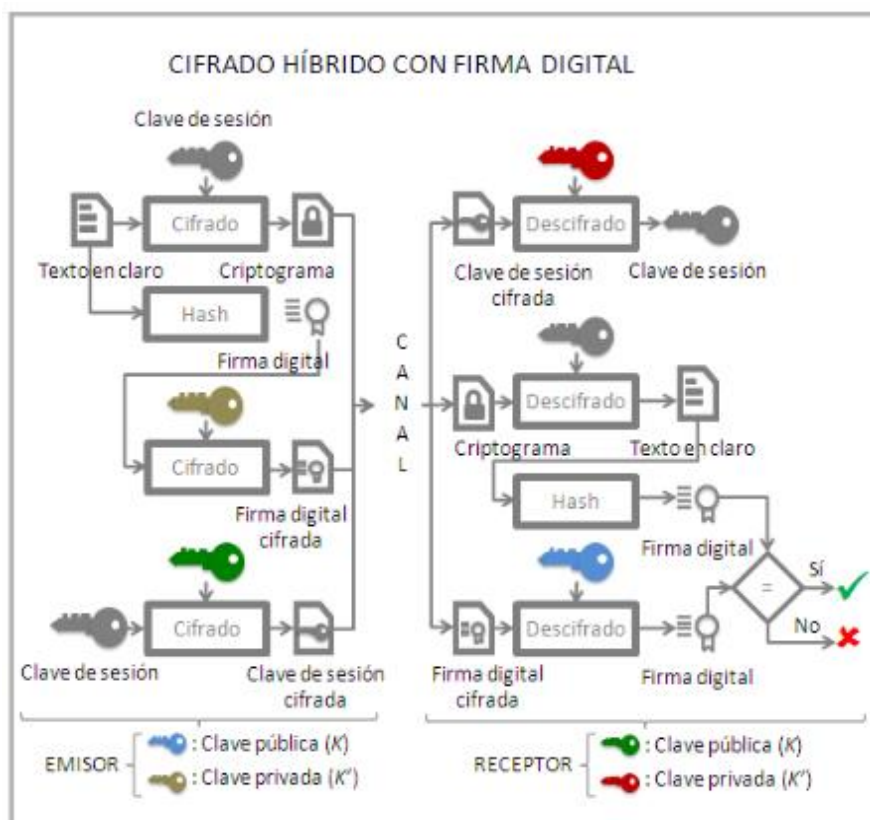 CIFRADO HÍBRIDO CON FIRMA DIGITAL
Clave de sesión
Cifrado
Texto en claro
Criptograma
Hash
Firma digital
Cifrado
Firma digital
cifrada
Cifrado
Clave de sesión
Clave de sesión
cifrada
C
A
N
A
L
Descifrado
Clave de sesión
cifrada
Clave de sesión
Descifrado
Criptograma
Texto en claro
Hash
Firma digital
=
Sí
No
Descifrado
Firma digital
cifrada
Firma digital
EMISOR
: Clave pública (K)
: Clave privada (K')
RECEPTOR
: Clave pública (K)
: Clave privada (K')